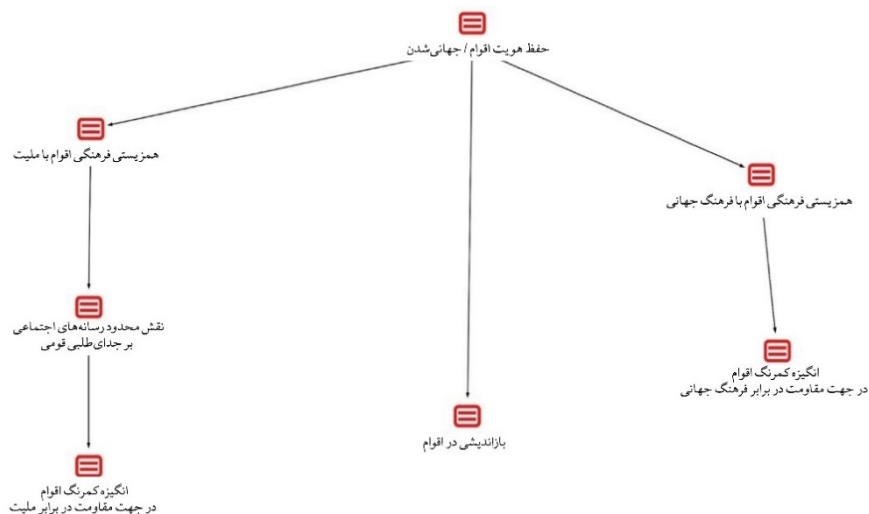 حفظ هویت اقوام / جهانی‌شدن
همزیستی فرهنگی اقوام با ملیت
همزیستی فرهنگی اقوام با فرهنگ جهانی
نقش محدود رسانه‌های اجتماعی
بر جدای‌طلبی قومی
انگیزه کمرنگ اقوام
در جهت مقاومت در برابر فرهنگ جهانی
بازاندیشی در اقوام
انگیزه کمرنگ اقوام
در جهت مقاومت در برابر ملیت